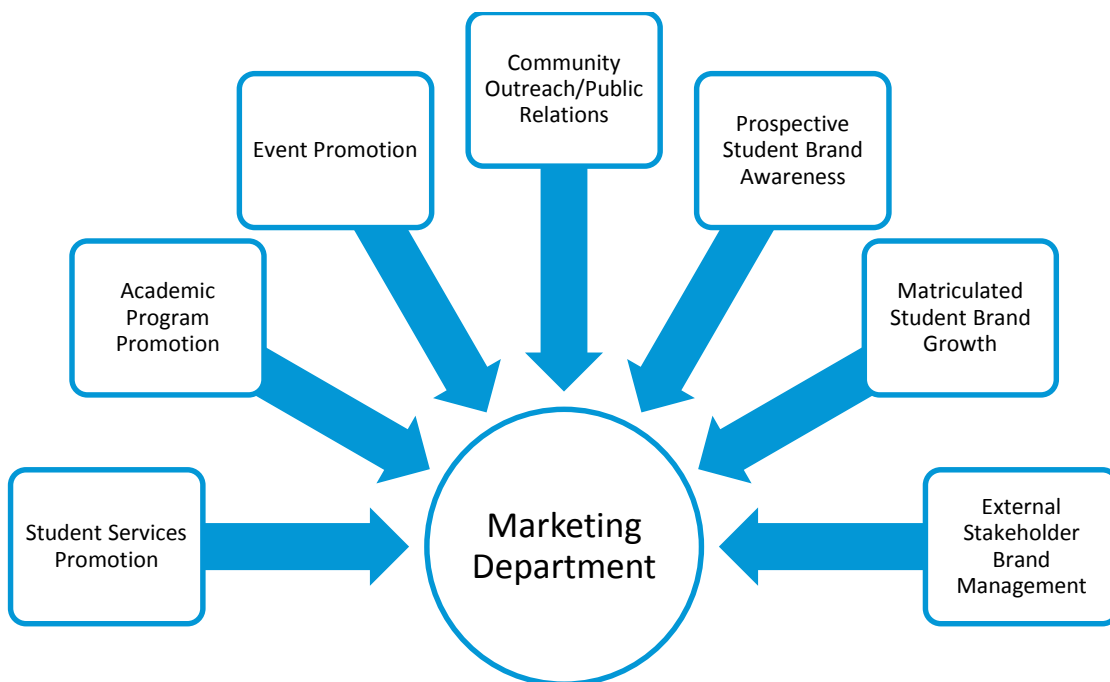 Community
Outreach/Public
Relations
Event Promotion
Prospective
Student Brand
Awareness
Academic
Program
Promotion
Matriculated
Student Brand
Growth
Student Services
Promotion
Marketing
Department
External
Stakeholder
Brand
Management